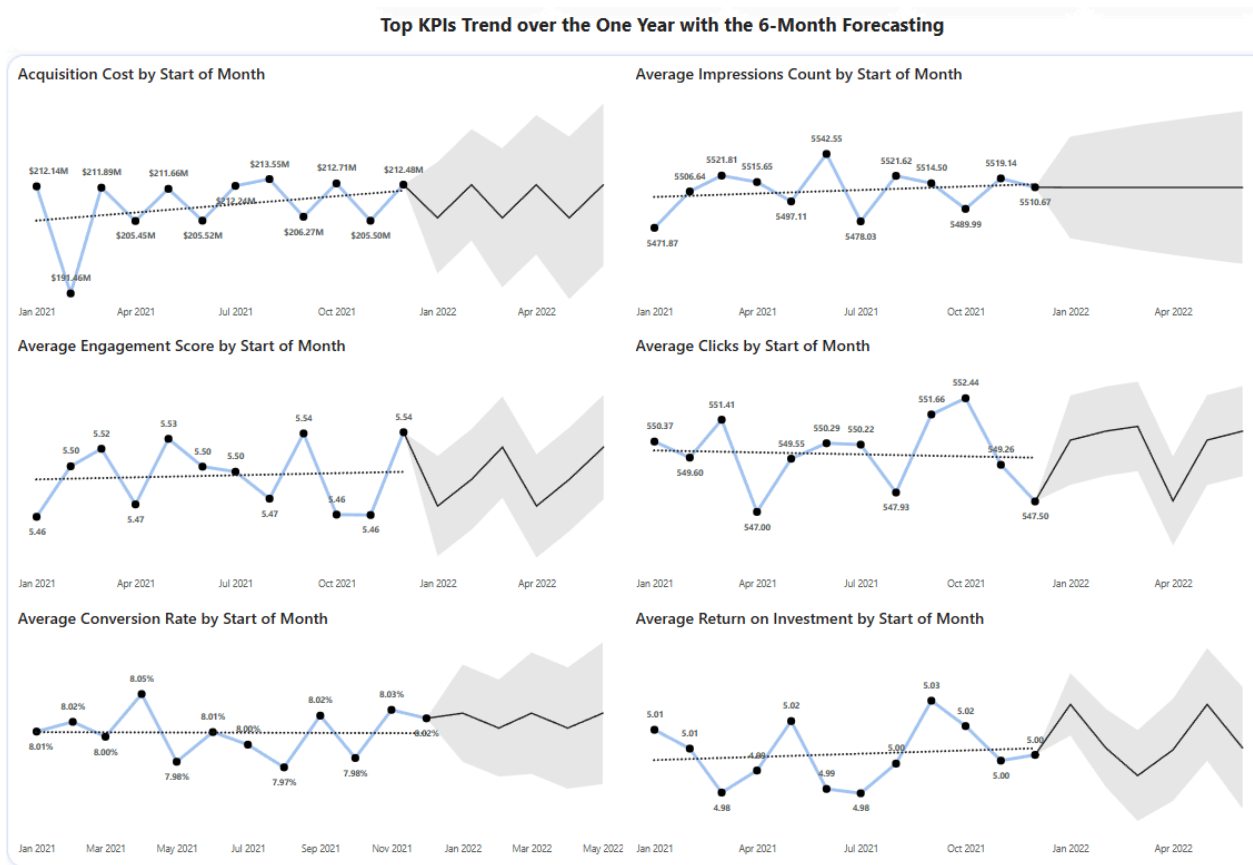 Top KPIs Trend over the One Year with the 6-Month Forecasting
Acquisition Cost by Start of Month
$212.14M
$191.46M
$211.89M
$205.45M
$211.66M
$205.52M
$212.24M
$213.55M
$206.27M
$212.71M
$205.50M
$212.48M
Jan 2021 Apr 2021 Jul 2021 Oct 2021 Jan 2022 Apr 2022
Average Impressions Count by Start of Month
5471.87
5506.64
5521.81
5515.65
5497.11
5542.55
5478.03
5521.62
5514.50
5489.99
5519.14
5510.67
Jan 2021 Apr 2021 Jul 2021 Oct 2021 Jan 2022 Apr 2022
Average Engagement Score by Start of Month
5.46
5.50
5.52
5.47
5.53
5.50
5.50
5.47
5.54
5.46
5.46
5.54
Jan 2021 Apr 2021 Jul 2021 Oct 2021 Jan 2022 Apr 2022
Average Clicks by Start of Month
550.37
549.60
551.41
547.00
549.55
550.29
550.22
547.93
551.66
552.44
549.26
547.50
Jan 2021 Apr 2021 Jul 2021 Oct 2021 Jan 2022 Apr 2022
Average Conversion Rate by Start of Month
8.01%
8.02%
8.00%
8.05%
7.98%
8.01%
8.00%
7.97%
8.02%
7.98%
8.03%
8.02%
Jan 2021 Mar 2021 May 2021 Jul 2021 Sep 2021 Nov 2021 Jan 2022 Mar 2022 May 2022
Average Return on Investment by Start of Month
5.01
5.01
4.98
4.99
5.02
4.99
4.98
5.00
5.03
5.02
5.00
5.00
Jan 2021 Apr 2021 Jul 2021 Oct 2021 Jan 2022 Apr 2022